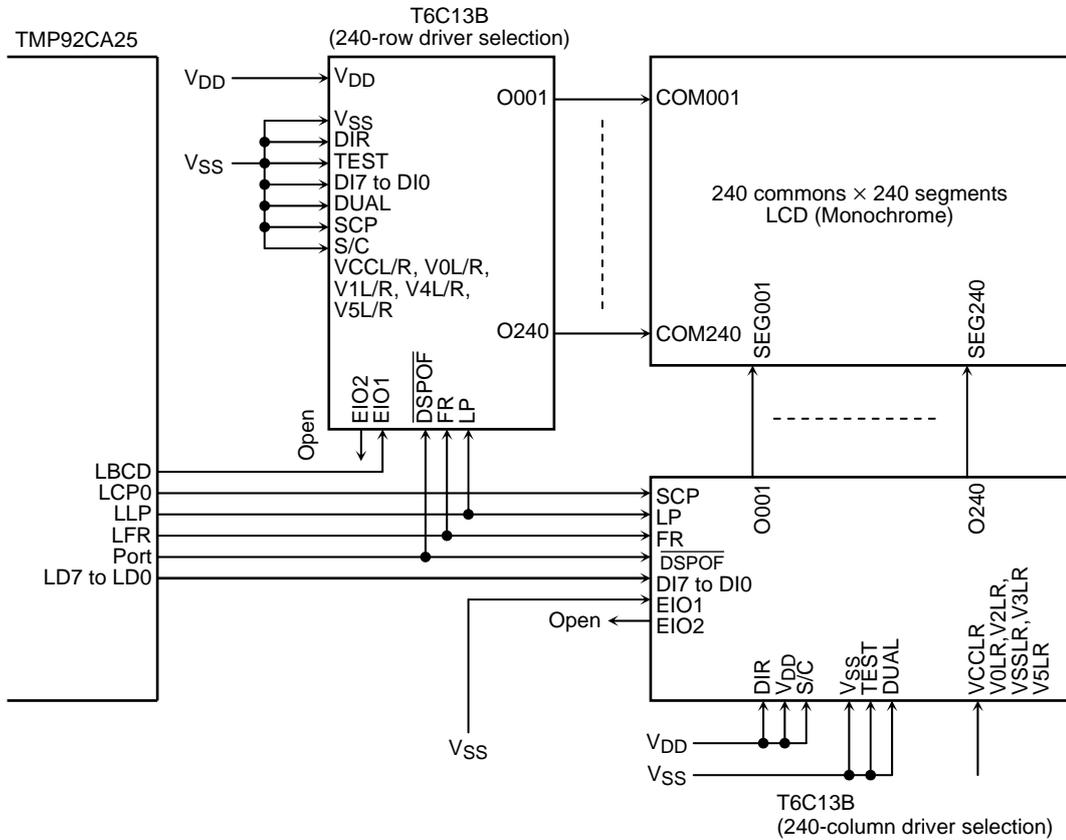 T6C13B
(240-row driver selection)
TMP92CA25
VDD
VDD
O001
COM001
VSS
VSS
DIR
TEST
DI7 to DI0
DUAL
SCP
S/C
VCCL/R, V0L/R,
V1L/R, V4L/R,
V5L/R
240 commons × 240 segments
LCD (Monochrome)
O240
COM240
SEG001
SEG240
Open
EIO2
EIO1
DSPOF
FR
LP
LBCD
LCP0
LLP
LFR
Port
LD7 to LD0
O001
O240
SCP
LP
FR
DSPOF
DI7 to DI0
EIO1
EIO2
Open
DIR
VDD
S/C
VSS
TEST
DUAL
VCCLR
V0LR, V2LR,
VSSLR, V3LR
V5LR
VSS
VDD
VSS
T6C13B
(240-column driver selection)